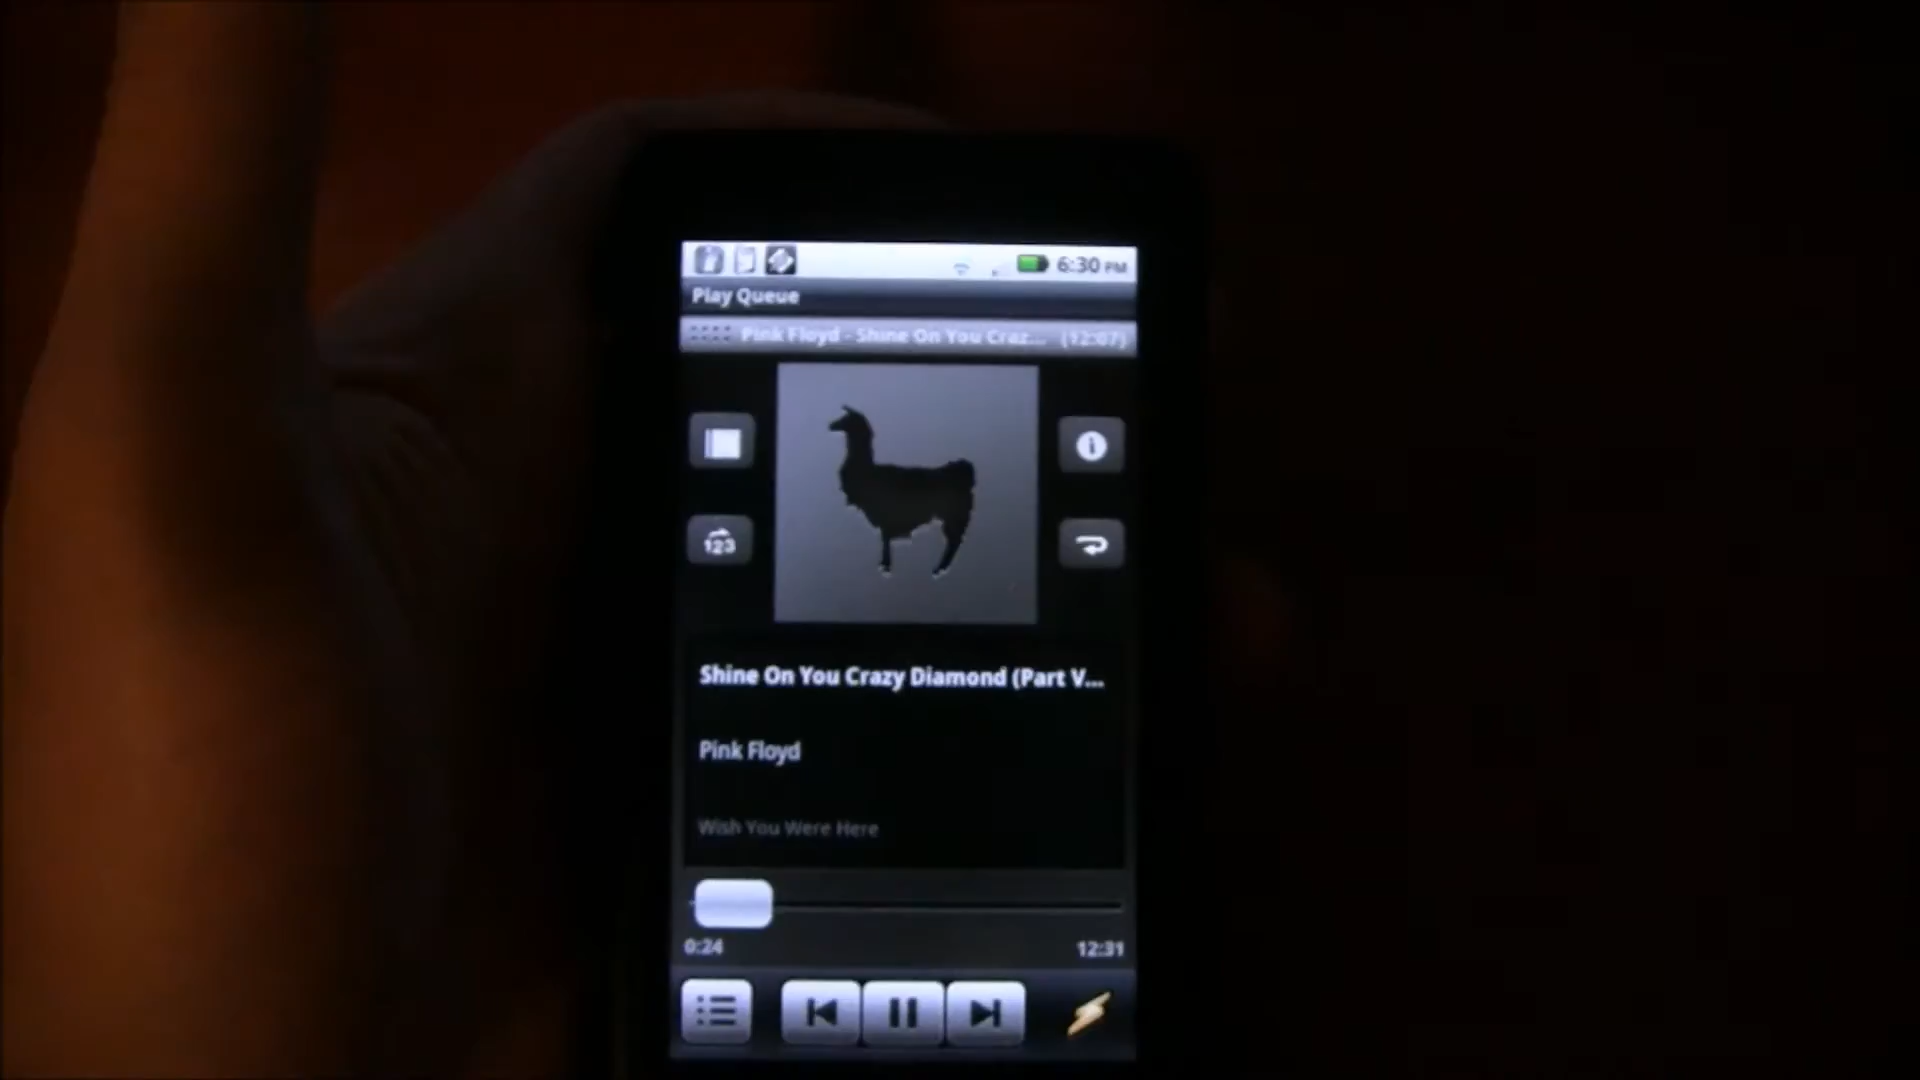 6:30 PM
Play Queue
Pink Floyd - Shine On You Craz... (12:07)
123
Shine On You Crazy Diamond (Part V...
Pink Floyd
Wish You Were Here
0:24 12:31